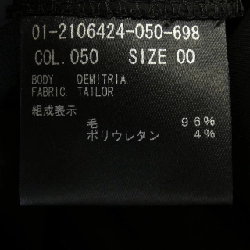 01-2106424-050-698
COL.050 SIZE 00
BODY DEMITRIA
FABRIC TAILOR
組成表示
毛 96%
ポリウレタン 4%